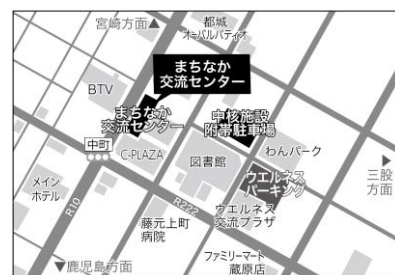 宮崎方面▲
都城
オーバルパティオ
まちなか
交流センター
BTV
まちなか
交流センター
中核施設
附帯駐車場
中町
C-PLAZA
図書館
わんパーク
三股
方面
ウエルネス
パーキング
メイン
ホテル
R10
R222
藤元上町
病院
ウエルネス
交流プラザ
▼鹿児島方面
ファミリーマート
蔵原店